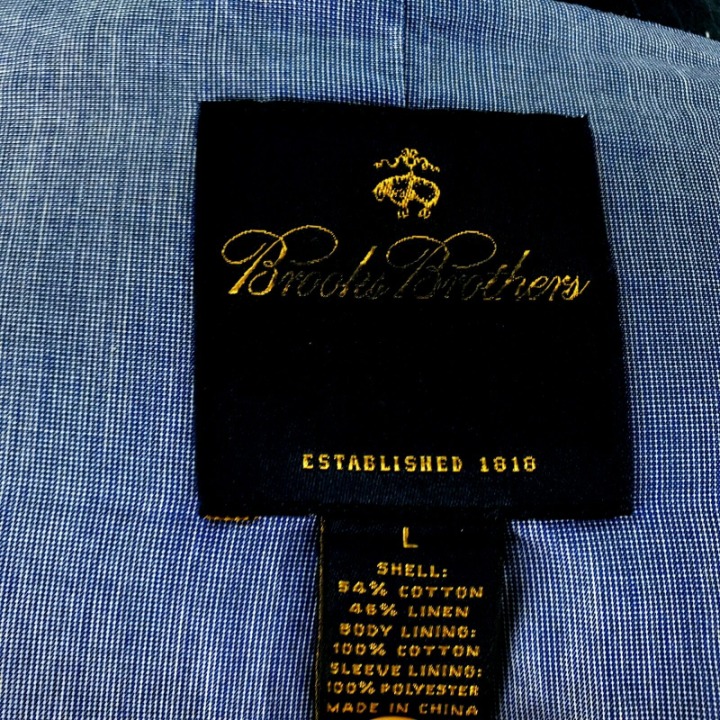 Brooks Brothers
ESTABLISHED 1818
L
SHELL:
54% COTTON
46% LINEN
BODY LINING:
100% COTTON
SLEEVE LINING:
100% POLYESTER
MADE IN CHINA